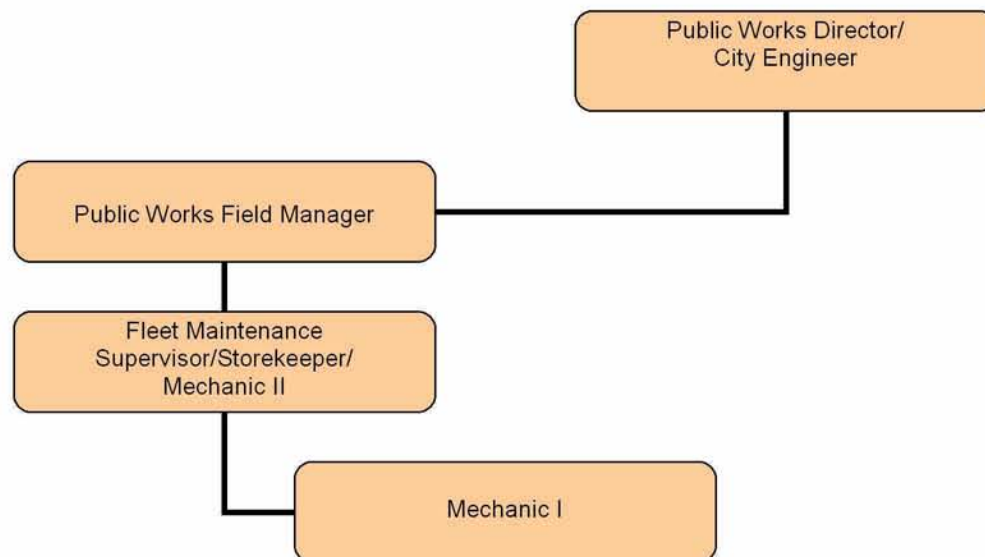 Public Works Director/
City Engineer
Public Works Field Manager
Fleet Maintenance
Supervisor/Storekeeper/
Mechanic II
Mechanic I